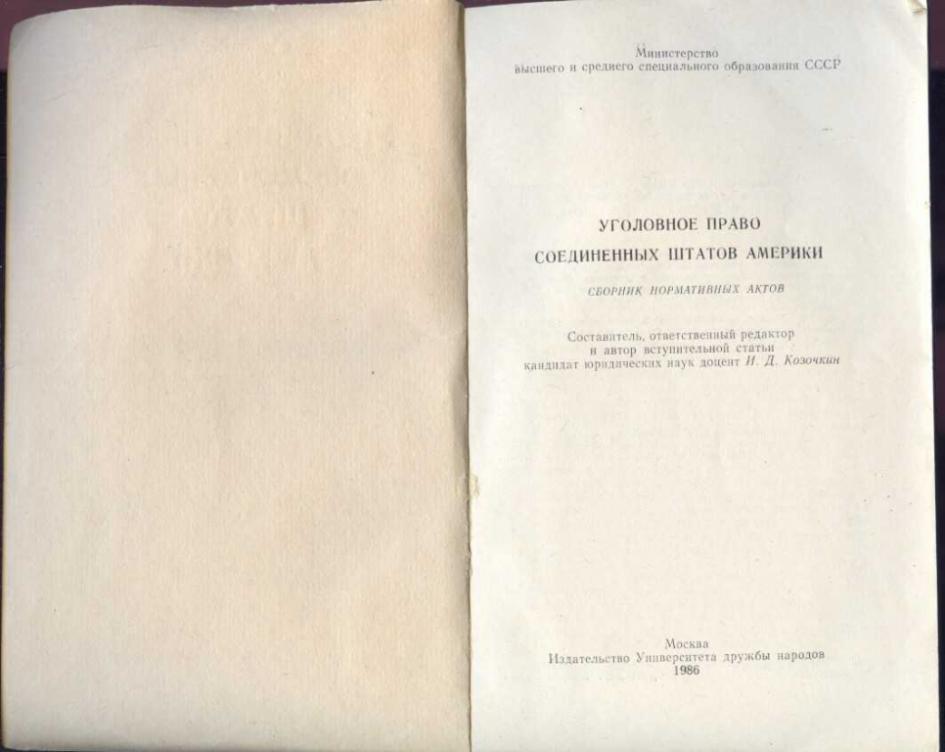 Министерство
высшего и среднего специального образования СССР
УГОЛОВНОЕ ПРАВО
СОЕДИНЕННЫХ ШТАТОВ АМЕРИКИ
СБОРНИК НОРМАТИВНЫХ АКТОВ
Составитель, ответственный редактор
и автор вступительной статьи
кандидат юридических наук доцент И. Д. Козочкин
Москва
Издательство Университета дружбы народов
1986